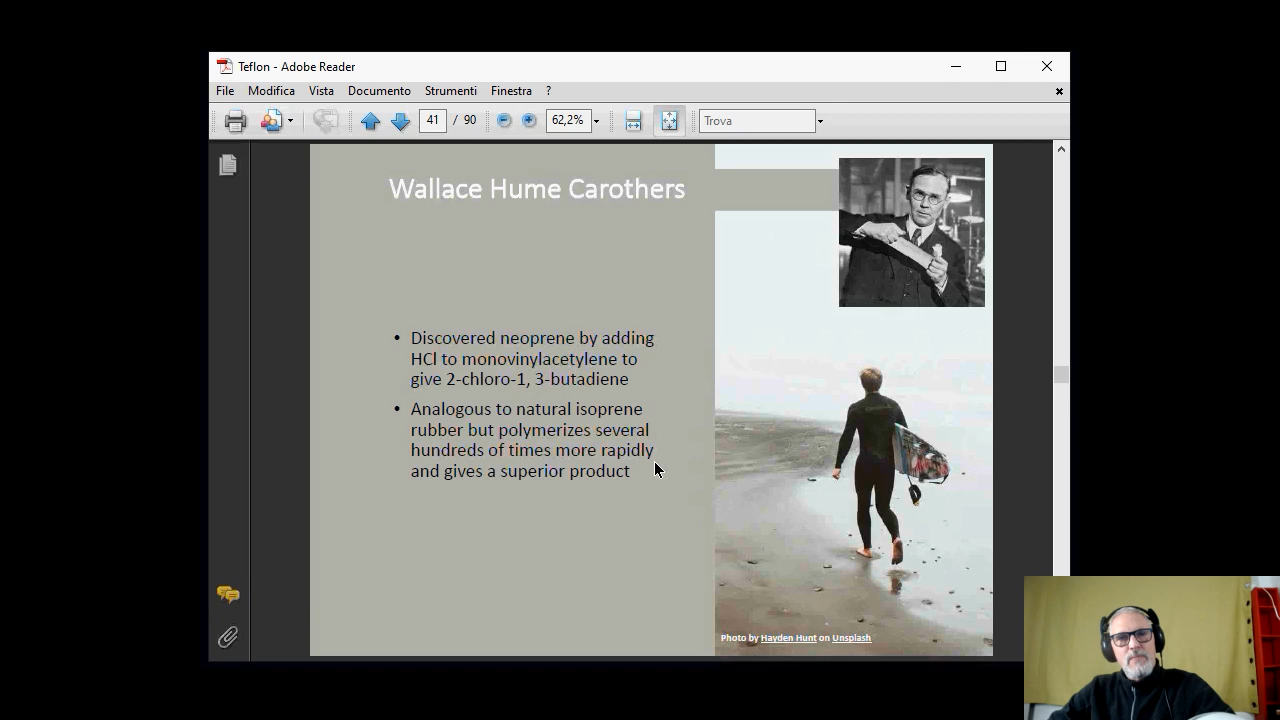 Teflon - Adobe Reader
File Modifica Vista Documento Strumenti Finestra ?
41 / 90 62,2% Trova
Wallace Hume Carothers
• Discovered neoprene by adding
HCl to monovinylacetylene to
give 2-chloro-1, 3-butadiene
• Analogous to natural isoprene
rubber but polymerizes several
hundreds of times more rapidly
and gives a superior product
Photo by Hayden Hunt on Unsplash